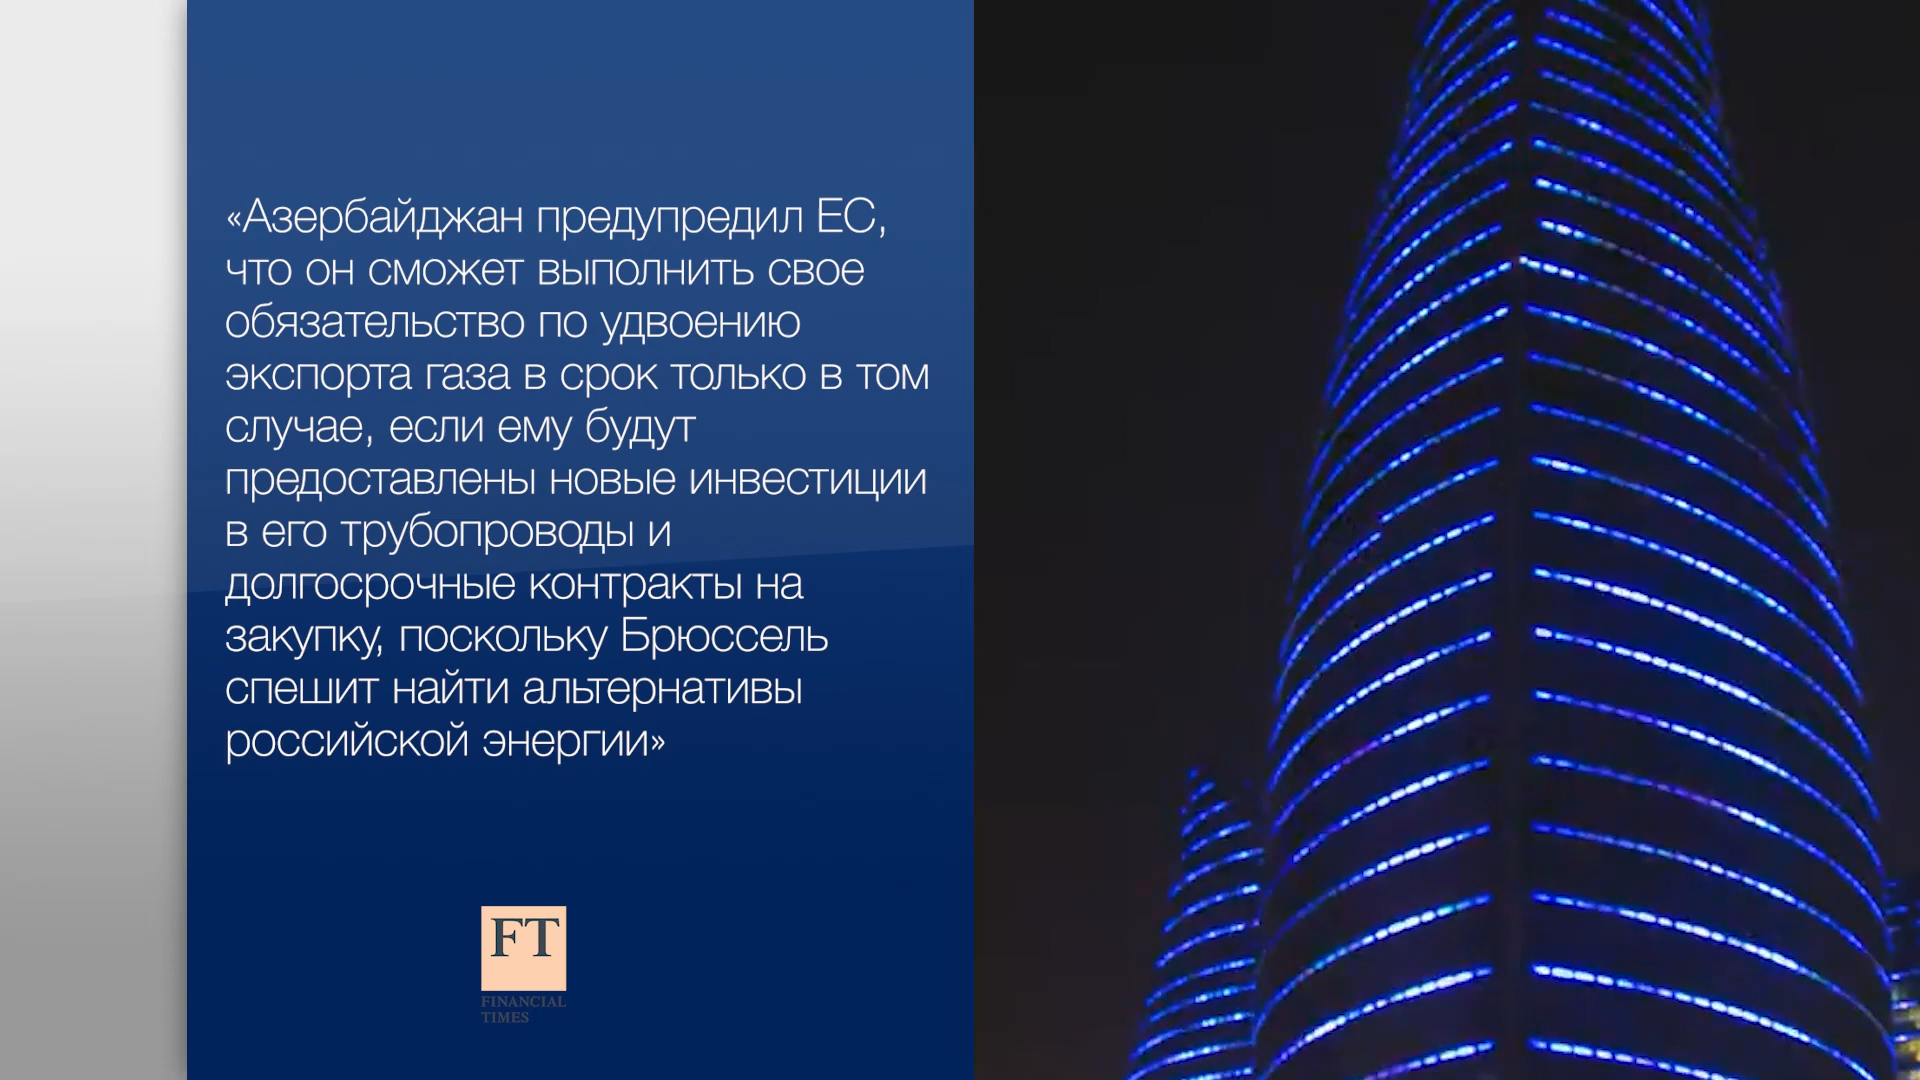 «Азербайджан предупредил ЕС,
что он сможет выполнить свое
обязательство по удвоению
экспорта газа в срок только в том
случае, если ему будут
предоставлены новые инвестиции
в его трубопроводы и
долгосрочные контракты на
закупку, поскольку Брюссель
спешит найти альтернативы
российской энергии»
FT
FINANCIAL
TIMES